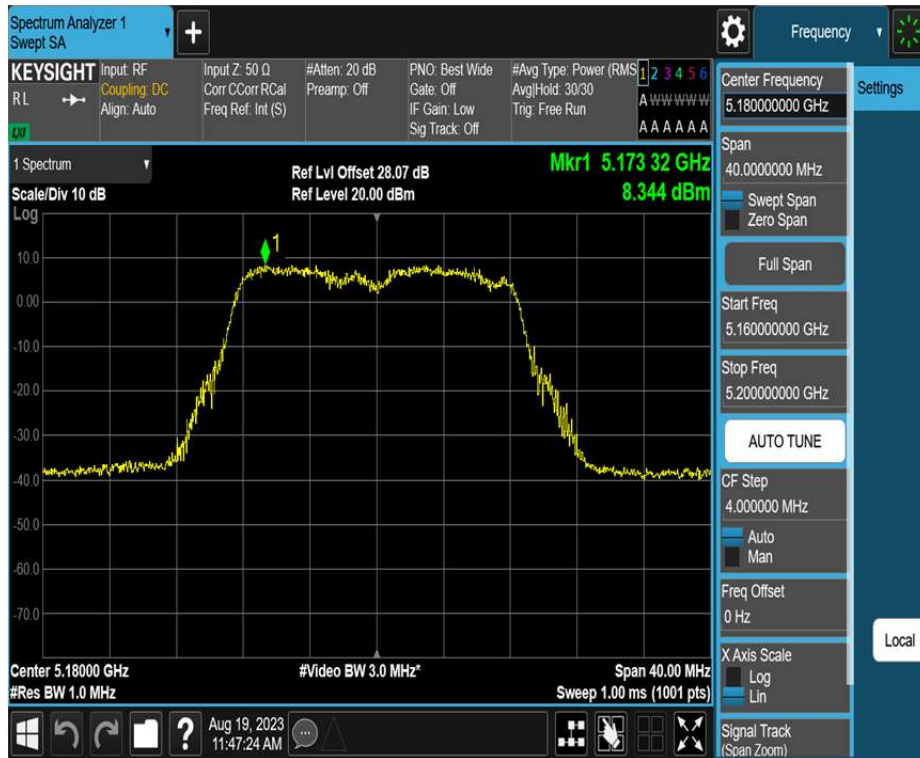 Spectrum Analyzer 1
Swept SA
+
Frequency
KEYSIGHT
R L
LXI
Input: RF
Coupling: DC
Align: Auto
Input Z: 50 Ω
Corr CCorr RCal
Freq Ref: Int (S)
#Atten: 20 dB
Preamp: Off
PNO: Best Wide
Gate: Off
IF Gain: Low
Sig Track: Off
#Avg Type: Power (RMS
Avg|Hold: 30/30
Trig: Free Run
1 2 3 4 5 6
A W W W W W
A A A A A A
1 Spectrum
Scale/Div 10 dB
Log
Ref Lvl Offset 28.07 dB
Ref Level 20.00 dBm
Mkr1 5.173 32 GHz
8.344 dBm
1
10.0
0.00
-10.0
-20.0
-30.0
-40.0
-50.0
-60.0
-70.0
Center 5.18000 GHz
#Res BW 1.0 MHz
#Video BW 3.0 MHz*
Span 40.00 MHz
Sweep 1.00 ms (1001 pts)
?
Aug 19, 2023
11:47:24 AM
Center Frequency
5.180000000 GHz
Span
40.0000000 MHz
Swept Span
Zero Span
Full Span
Start Freq
5.160000000 GHz
Stop Freq
5.200000000 GHz
AUTO TUNE
CF Step
4.000000 MHz
Auto
Man
Freq Offset
0 Hz
X Axis Scale
Log
Lin
Signal Track
(Span Zoom)
Settings
Local